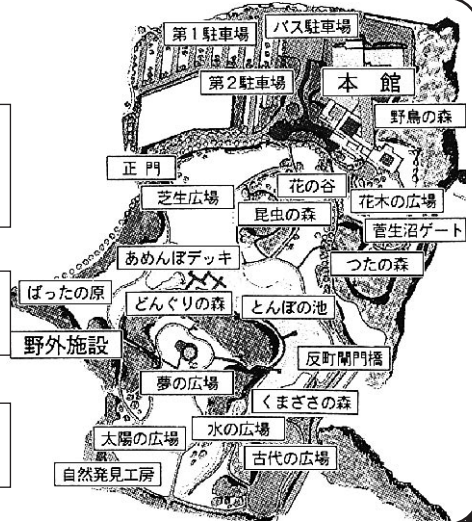 第1駐車場
バス駐車場
第2駐車場
本館
野鳥の森
正門
花の谷
芝生広場
花木の広場
昆虫の森
菅生沼ゲート
あめんぼデッキ
つたの森
ばったの原
どんぐりの森
とんぼの池
野外施設
反町閘門橋
夢の広場
くまざさの森
水の広場
太陽の広場
古代の広場
自然発見工房